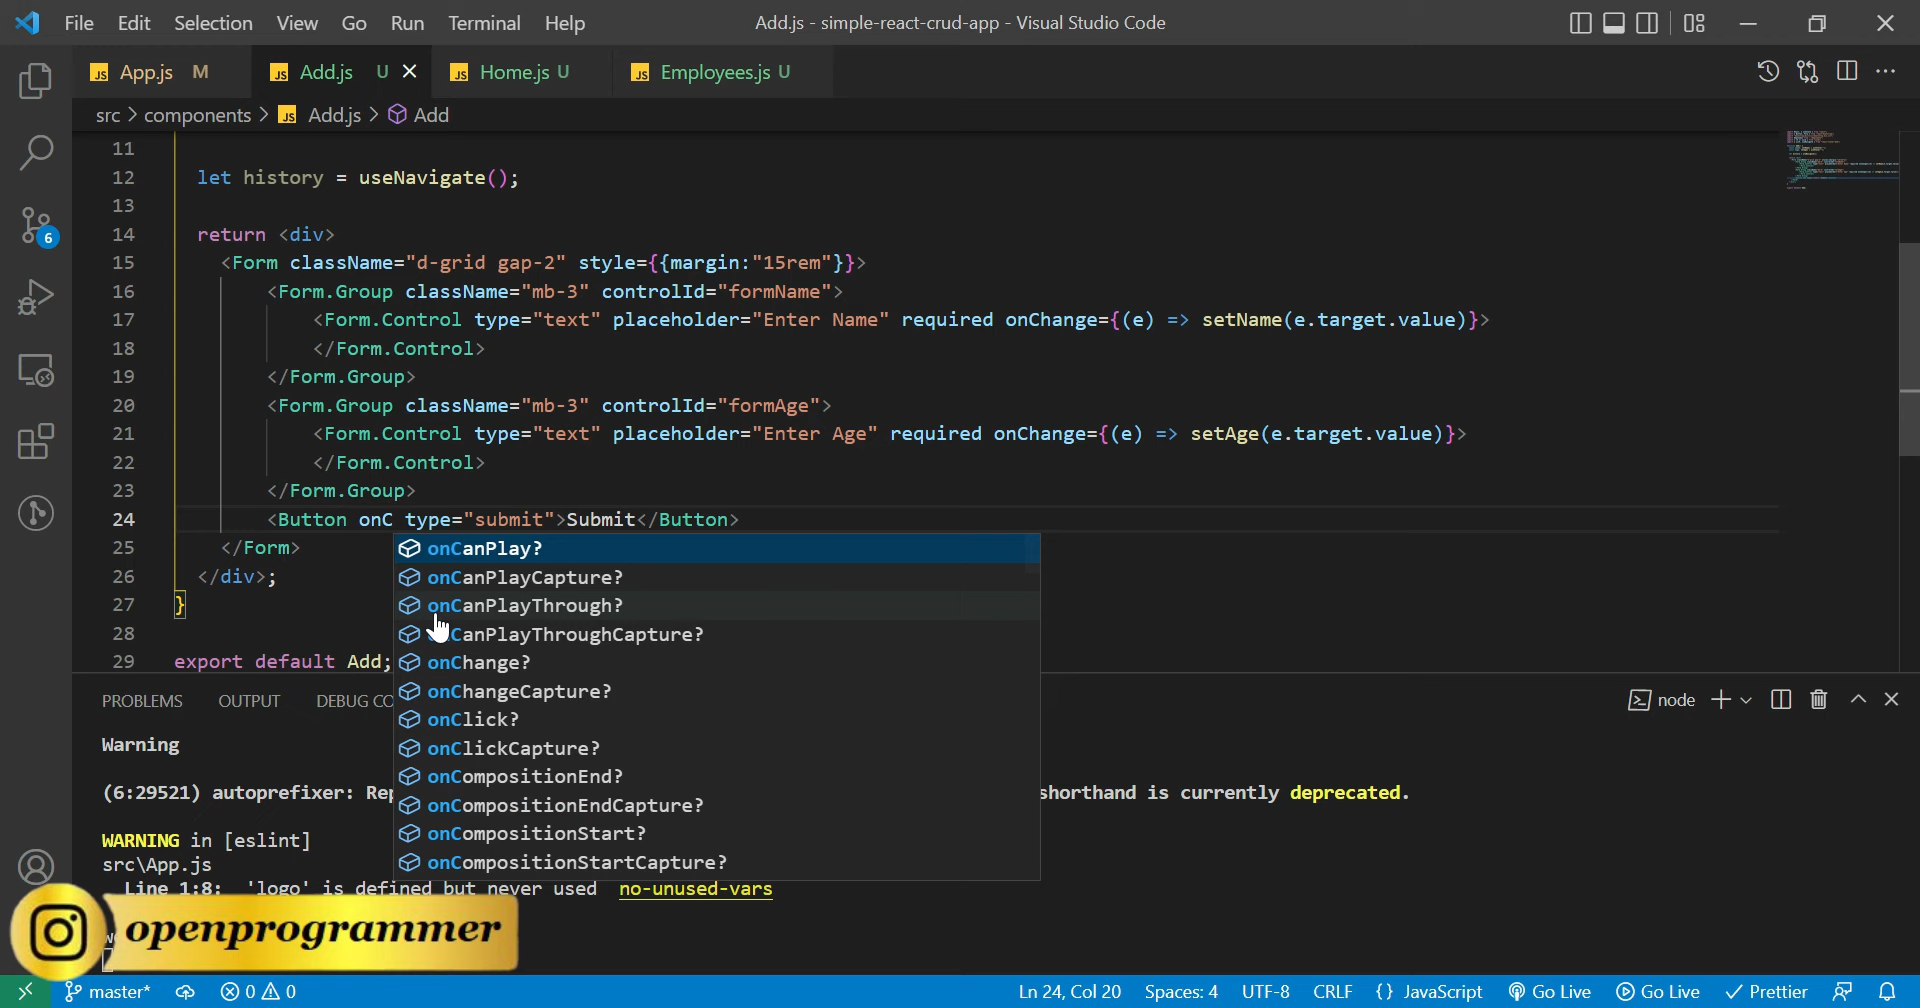 File Edit Selection View Go Run Terminal Help Add.js - simple-react-crud-app - Visual Studio Code
JS App.js M JS Add.js U JS Home.js U JS Employees.js U
src > components > JS Add.js > Add
11
12 let history = useNavigate();
13
14 return <div>
15 <Form className="d-grid gap-2" style={{margin:"15rem"}}>
16 <Form.Group className="mb-3" controlId="formName">
17 <Form.Control type="text" placeholder="Enter Name" required onChange={(e) => setName(e.target.value)}>
18 </Form.Control>
19 </Form.Group>
20 <Form.Group className="mb-3" controlId="formAge">
21 <Form.Control type="text" placeholder="Enter Age" required onChange={(e) => setAge(e.target.value)}>
22 </Form.Control>
23 </Form.Group>
24 <Button onC type="submit">Submit</Button>
25 </Form>
26 </div>;
27 }
28
29 export default Add;
onCanPlay?
onCanPlayCapture?
onCanPlayThrough?
onCanPlayThroughCapture?
onChange?
onChangeCapture?
onClick?
onClickCapture?
onCompositionEnd?
onCompositionEndCapture?
onCompositionStart?
onCompositionStartCapture?
6
PROBLEMS OUTPUT DEBUG CO node
Warning
(6:29521) autoprefixer: Rep shorthand is currently deprecated.
WARNING in [eslint]
src\App.js
Line 1:8: 'logo' is defined but never used no-unused-vars
openprogrammer
master* 0 0 Ln 24, Col 20 Spaces: 4 UTF-8 CRLF {} JavaScript Go Live Go Live Prettier